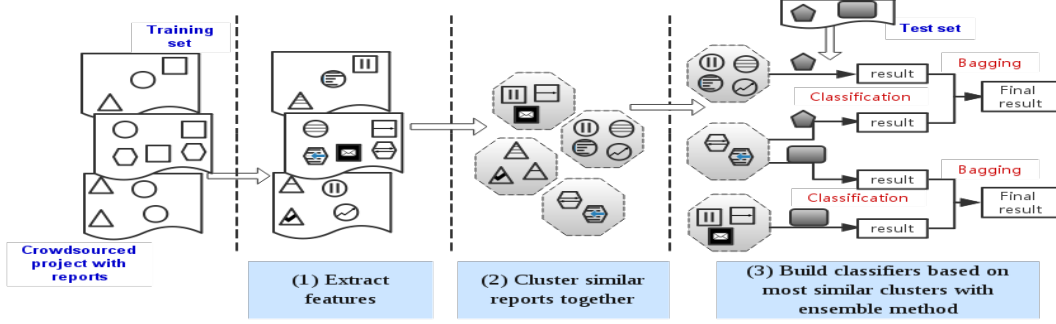 Training
set
Crowdsourced
project with
reports
(1) Extract
features
(2) Cluster similar
reports together
Test set
result
Bagging
Classification
Final
result
result
result
Bagging
Classification
Final
result
result
(3) Build classifiers based on
most similar clusters with
ensemble method